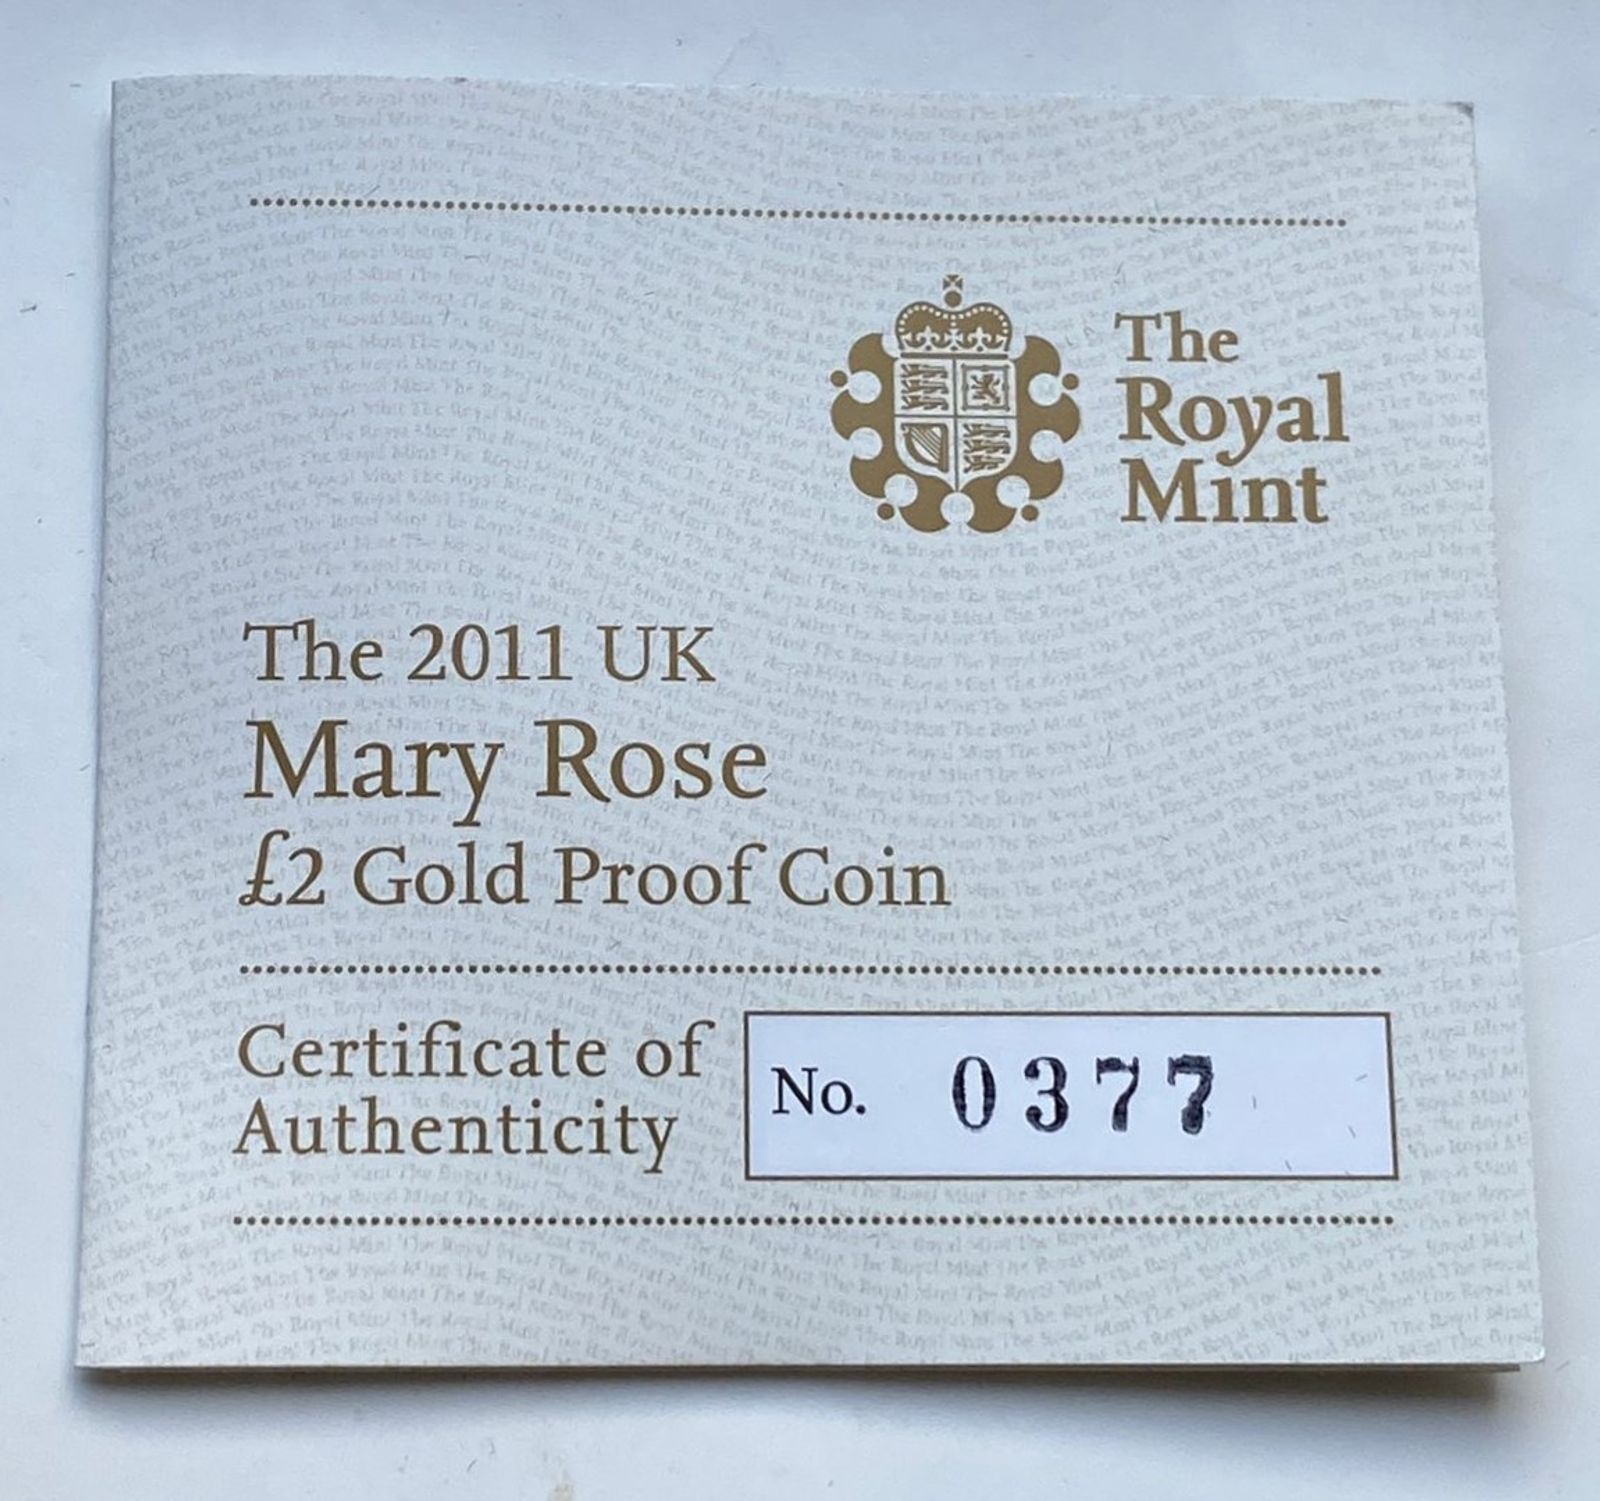 The
Royal
Mint
The 2011 UK
Mary Rose
£2 Gold Proof Coin
Certificate of
Authenticity
No. 0377